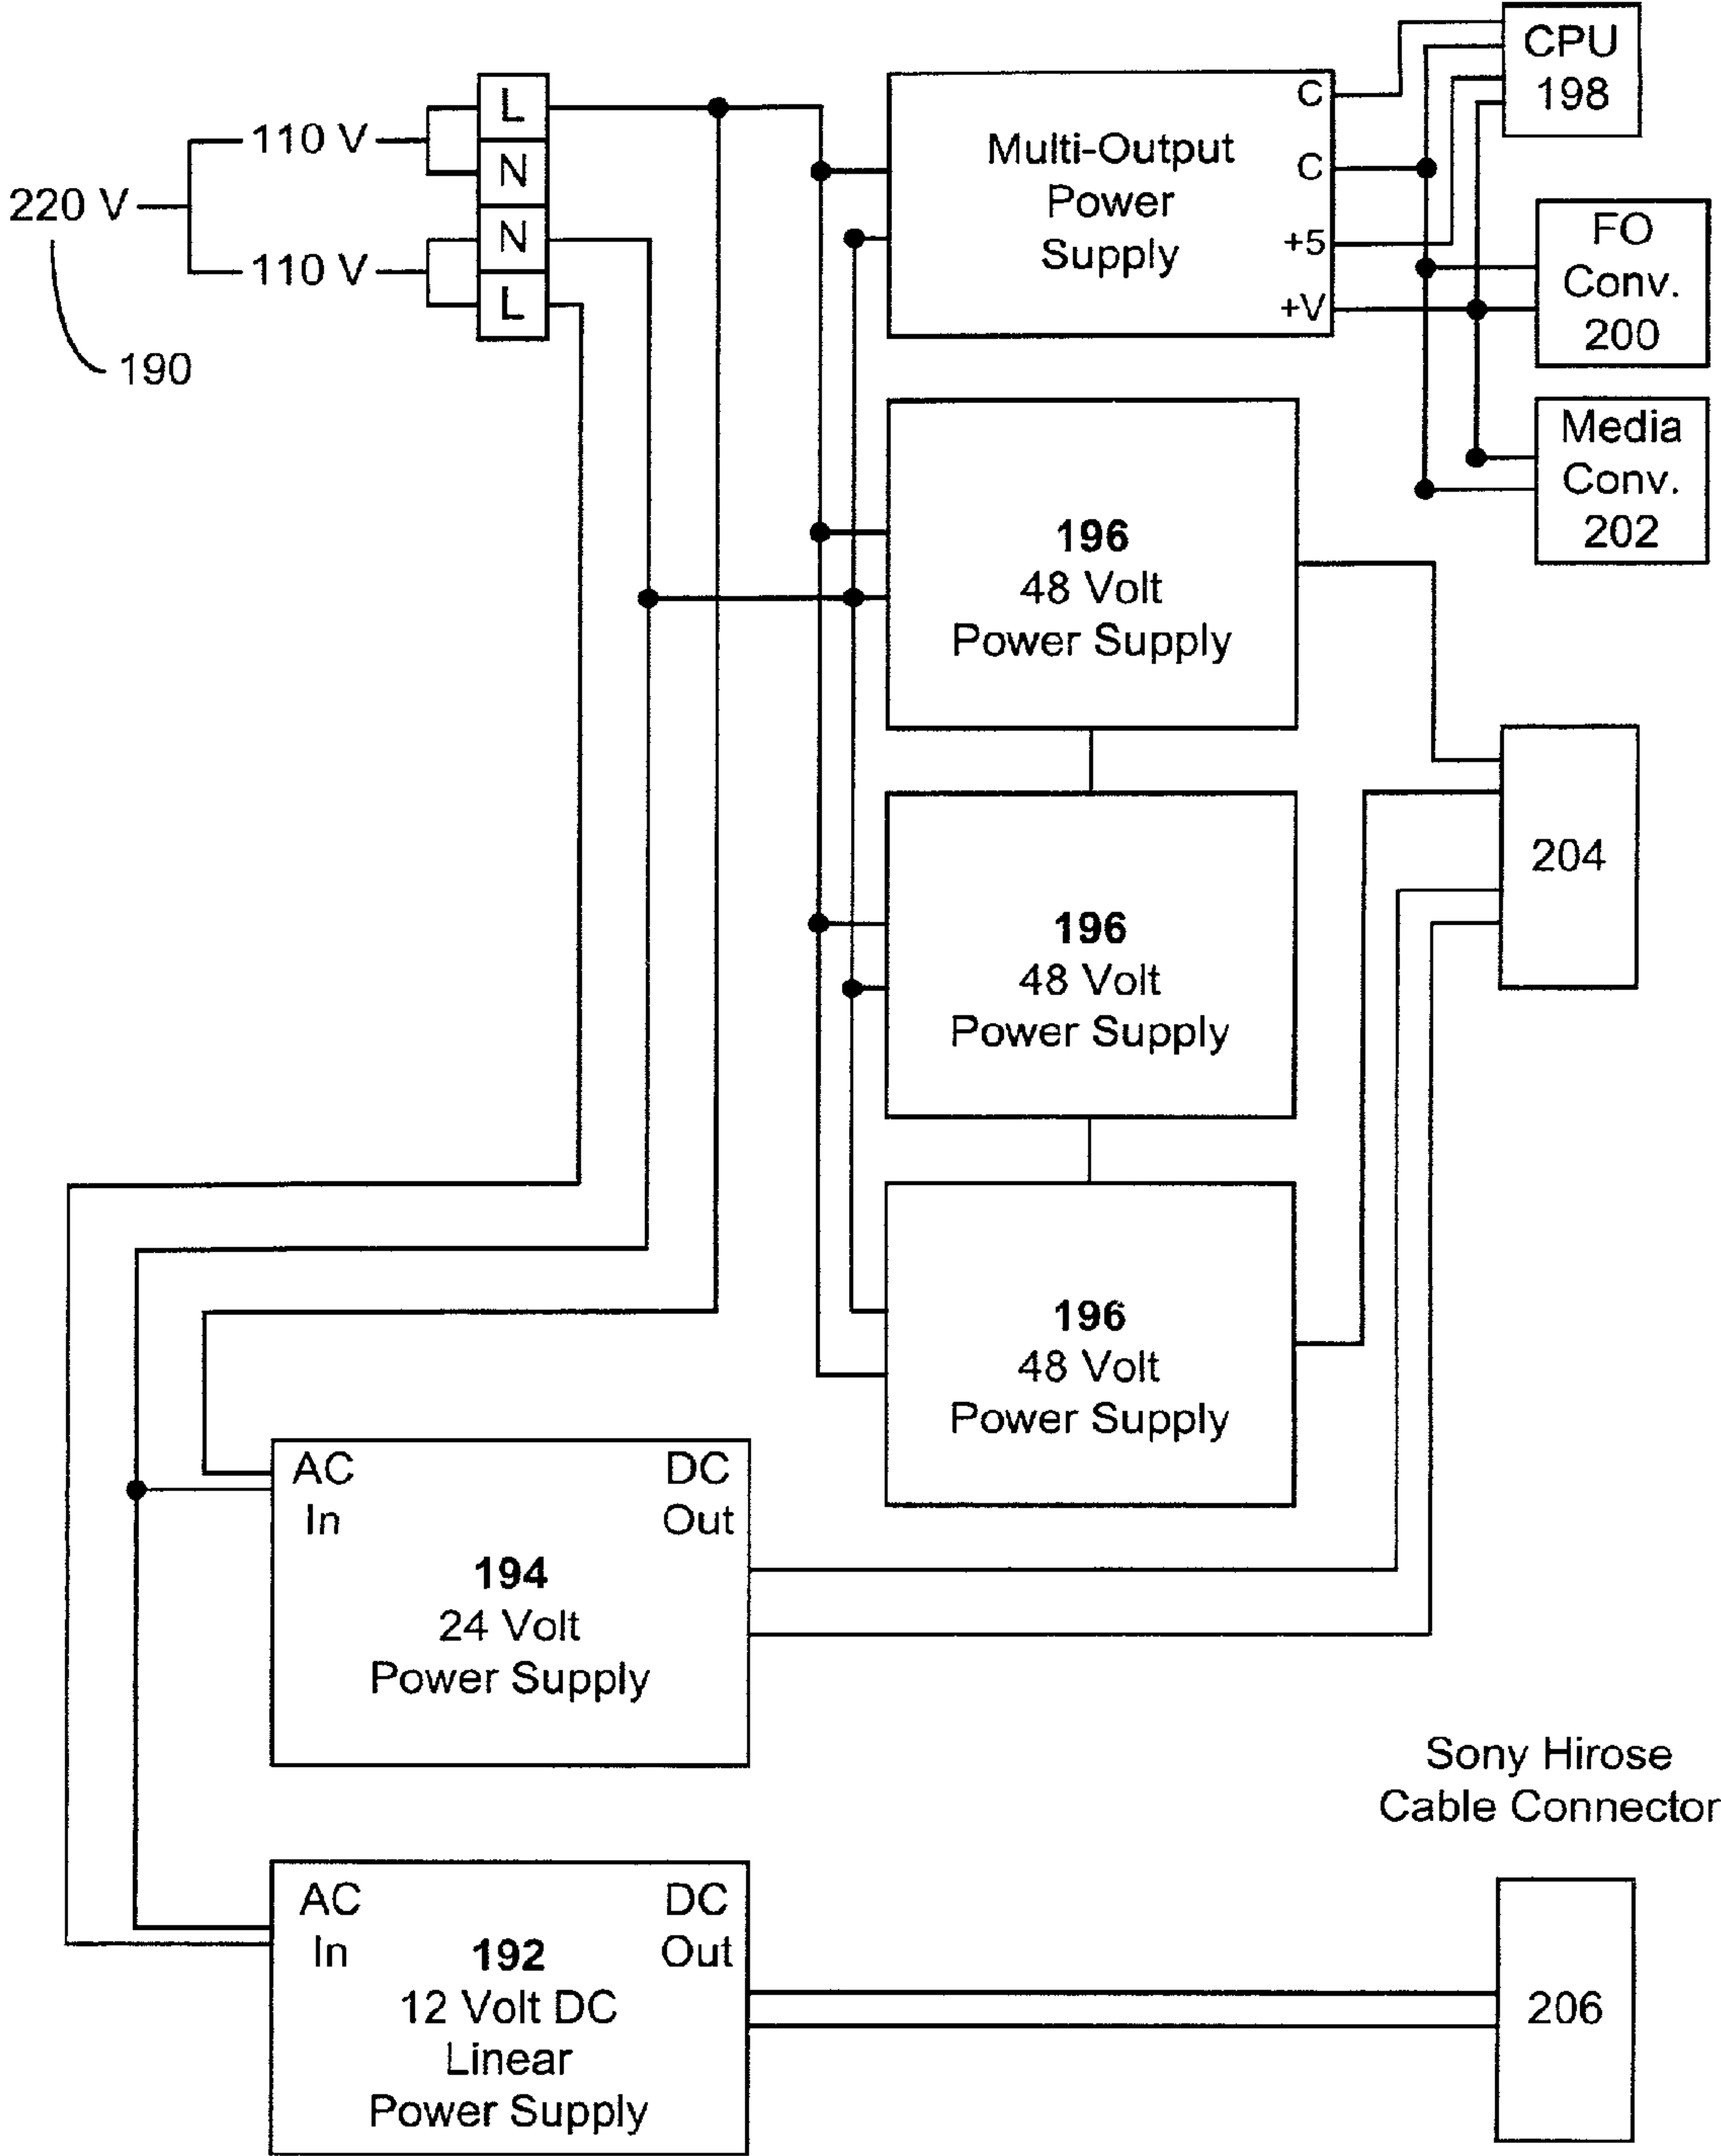 220 V
190
110 V
110 V
L
N
N
L
Multi-Output
Power
Supply
C
C
+5
+V
CPU
198
FO
Conv.
200
Media
Conv.
202
196
48 Volt
Power Supply
196
48 Volt
Power Supply
196
48 Volt
Power Supply
204
AC
In
DC
Out
194
24 Volt
Power Supply
AC
In
DC
Out
192
12 Volt DC
Linear
Power Supply
Sony Hirose
Cable Connector
206